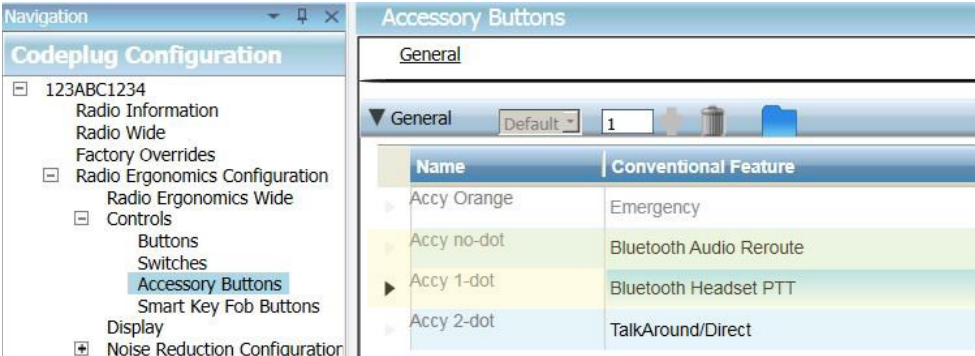 Navigation
Codeplug Configuration
123ABC1234
Radio Information
Radio Wide
Factory Overrides
Radio Ergonomics Configuration
Radio Ergonomics Wide
Controls
Buttons
Switches
Accessory Buttons
Smart Key Fob Buttons
Display
Noise Reduction Configuration
Accessory Buttons
General
General Default 1
Name Conventional Feature
Accy Orange Emergency
Accy no-dot Bluetooth Audio Reroute
Accy 1-dot Bluetooth Headset PTT
Accy 2-dot TalkAround/Direct